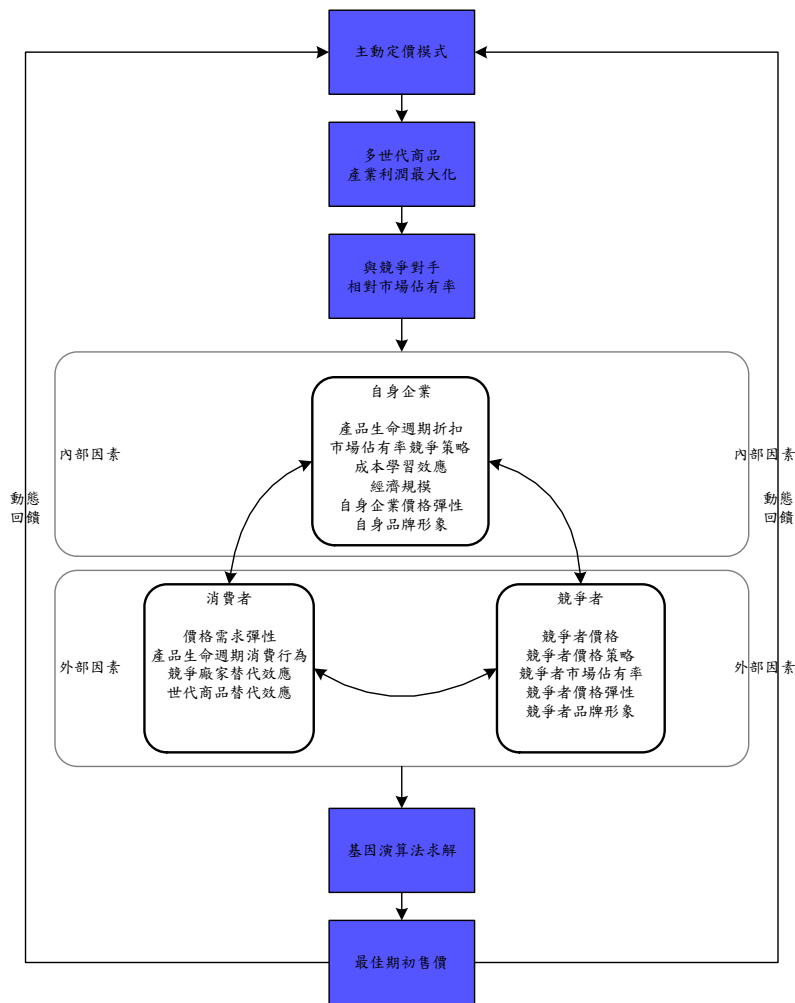 主動定價模式
多世代商品
產業利潤最大化
與競爭對手
相對市場佔有率
自身企業
產品生命週期折扣
市場佔有率競爭策略
成本學習效應
經濟規模
自身企業價格彈性
自身品牌形象
內部因素
內部因素
動態
回饋
動態
回饋
消費者
價格需求彈性
產品生命週期消費行為
競爭廠家替代效應
世代商品替代效應
競爭者
競爭者價格
競爭者價格策略
競爭者市場佔有率
競爭者價格彈性
競爭者品牌形象
外部因素
外部因素
基因演算法求解
最佳期初售價